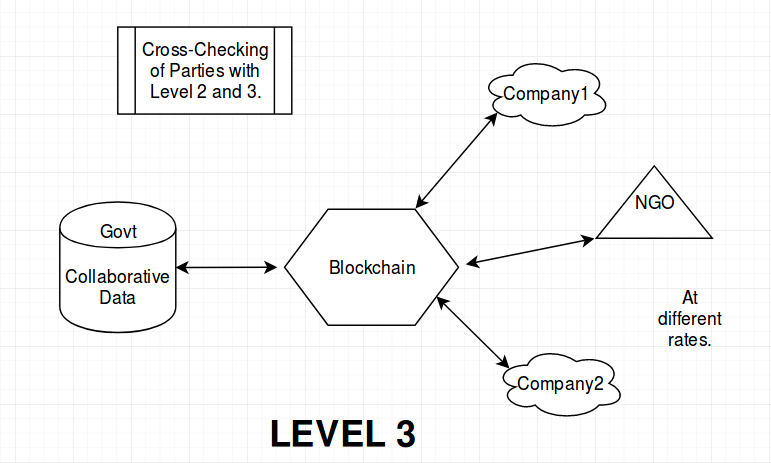 Cross-Checking
of Parties with
Level 2 and 3.
Company1
NGO
Govt
Collaborative
Data
Blockchain
At
different
rates.
Company2
LEVEL 3